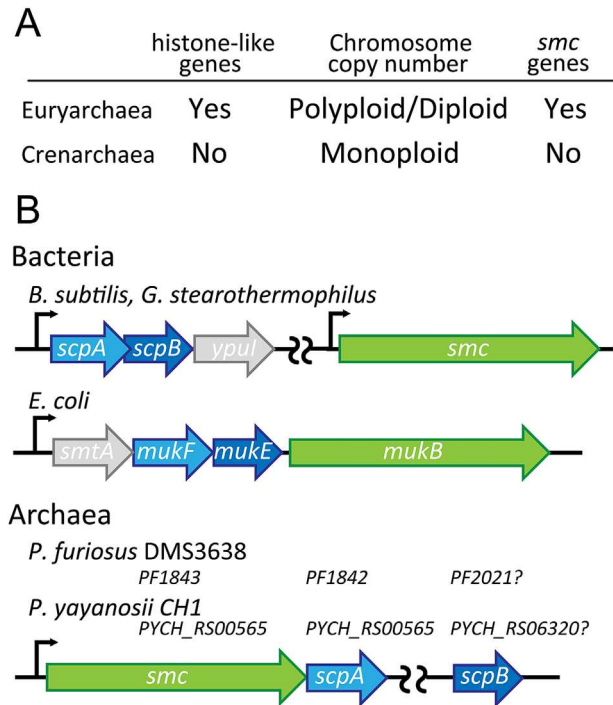 A
histone-like genes Chromosome copy number smc genes
Euryarchaea Yes Polyploid/Diploid Yes
Crenarchaea No Monoploid No
B
Bacteria
B. subtilis, G. stearothermophilus
scpA scpB ypuI smc
E. coli
smtA mukF mukE mukB
Archaea
P. furiosus DMS3638
PF1843 PF1842 PF2021?
P. yayanosii CH1
PYCH_RS00565 PYCH_RS00565 PYCH_RS06320?
smc scpA scpB